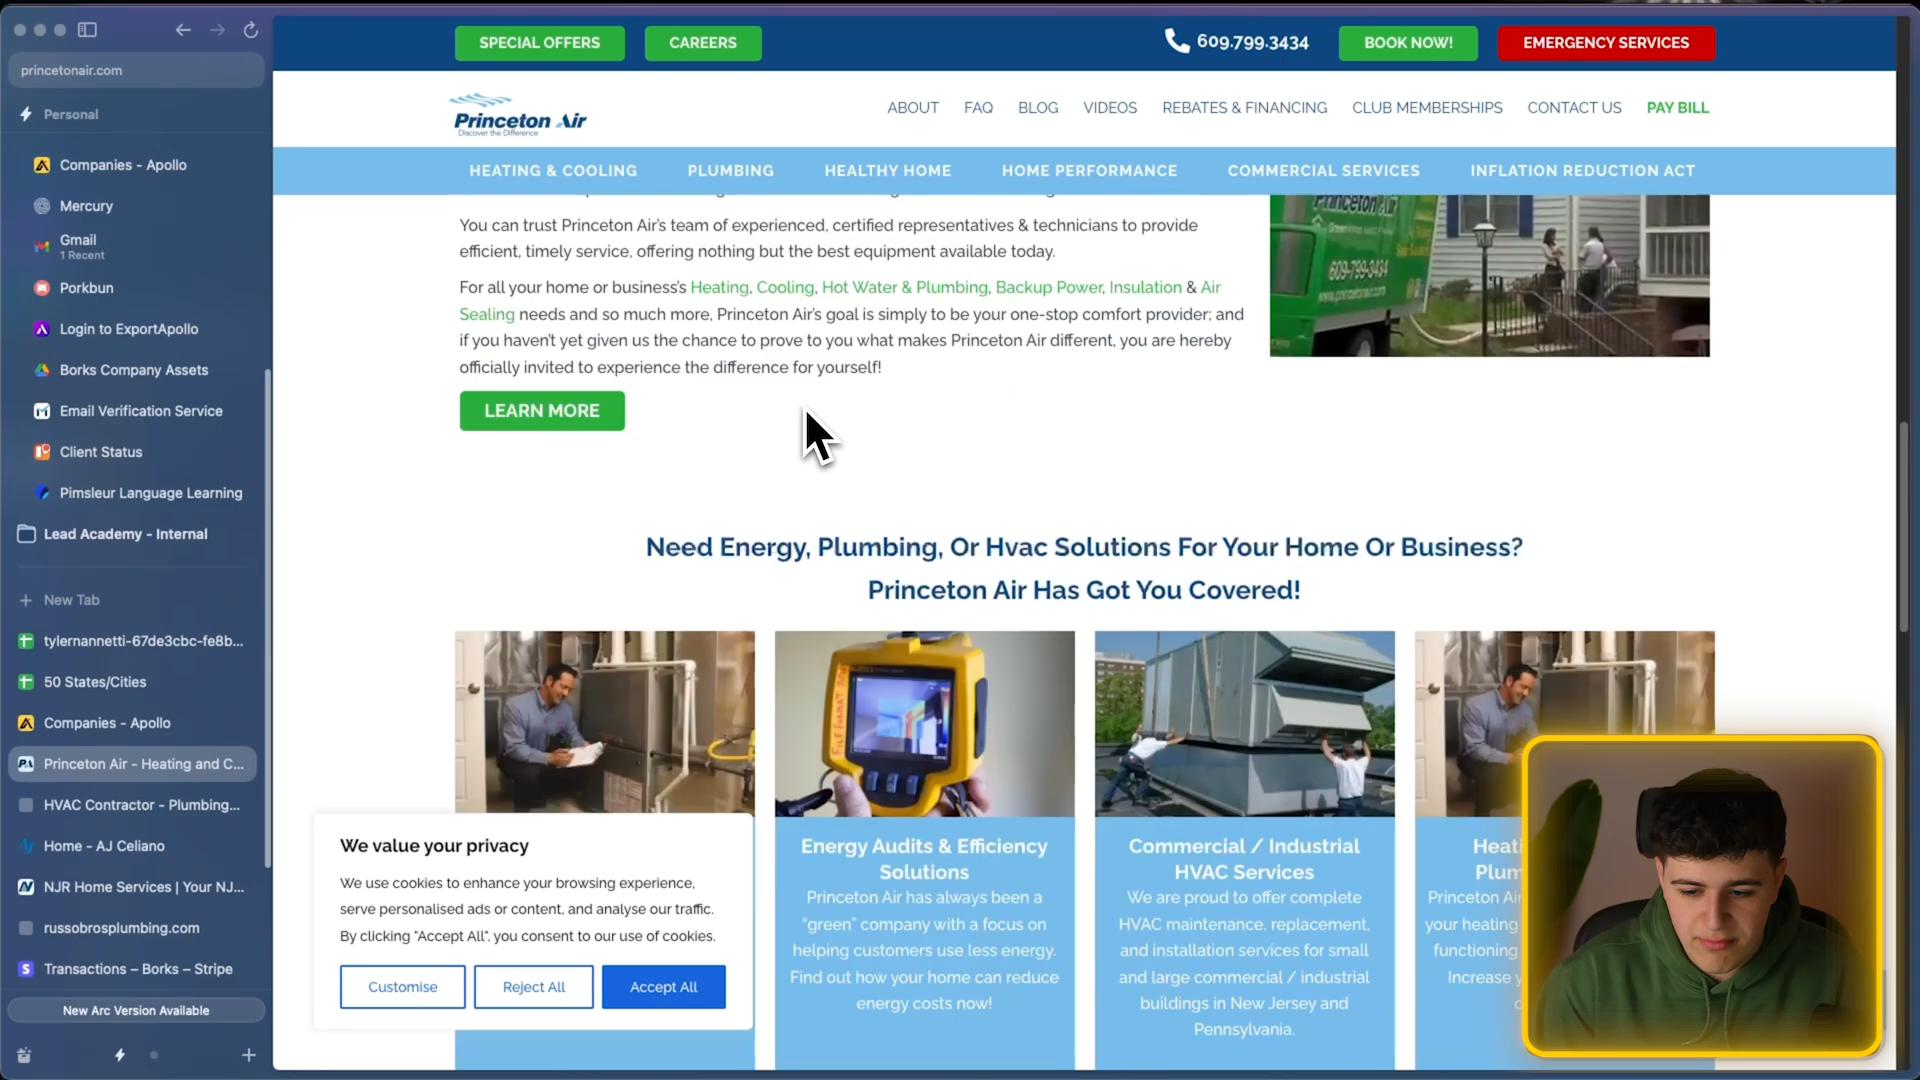 princetonair.com
Personal
Companies - Apollo
Mercury
Gmail
1 Recent
Porkbun
Login to ExportApollo
Borks Company Assets
Email Verification Service
Client Status
Pimsleur Language Learning
Lead Academy - Internal
New Tab
tylernannetti-67de3cbc-fe8b...
50 States/Cities
Companies - Apollo
Princeton Air - Heating and C...
HVAC Contractor - Plumbing...
Home - AJ Celiano
NJR Home Services | Your NJ...
russobrosplumbing.com
Transactions – Borks – Stripe
New Arc Version Available
SPECIAL OFFERS
CAREERS
609.799.3434
BOOK NOW!
EMERGENCY SERVICES
Princeton Air
Discover the Difference
ABOUT
FAQ
BLOG
VIDEOS
REBATES & FINANCING
CLUB MEMBERSHIPS
CONTACT US
PAY BILL
HEATING & COOLING
PLUMBING
HEALTHY HOME
HOME PERFORMANCE
COMMERCIAL SERVICES
INFLATION REDUCTION ACT
You can trust Princeton Air's team of experienced, certified representatives & technicians to provide
efficient, timely service, offering nothing but the best equipment available today.
For all your home or business's Heating, Cooling, Hot Water & Plumbing, Backup Power, Insulation & Air
Sealing needs and so much more, Princeton Air's goal is simply to be your one-stop comfort provider; and
if you haven't yet given us the chance to prove to you what makes Princeton Air different, you are hereby
officially invited to experience the difference for yourself!
LEARN MORE
Princeton Air
609-799-3434
www.princetonair.com
Need Energy, Plumbing, Or Hvac Solutions For Your Home Or Business?
Princeton Air Has Got You Covered!
Energy Audits & Efficiency
Solutions
Princeton Air has always been a
"green" company with a focus on
helping customers use less energy.
Find out how your home can reduce
energy costs now!
Commercial / Industrial
HVAC Services
We are proud to offer complete
HVAC maintenance, replacement,
and installation services for small
and large commercial / industrial
buildings in New Jersey and
Pennsylvania.
Heati
Plum
Princeton Air
your heating
functioning
Increase y
We value your privacy
We use cookies to enhance your browsing experience,
serve personalised ads or content, and analyse our traffic.
By clicking "Accept All", you consent to our use of cookies.
Customise
Reject All
Accept All